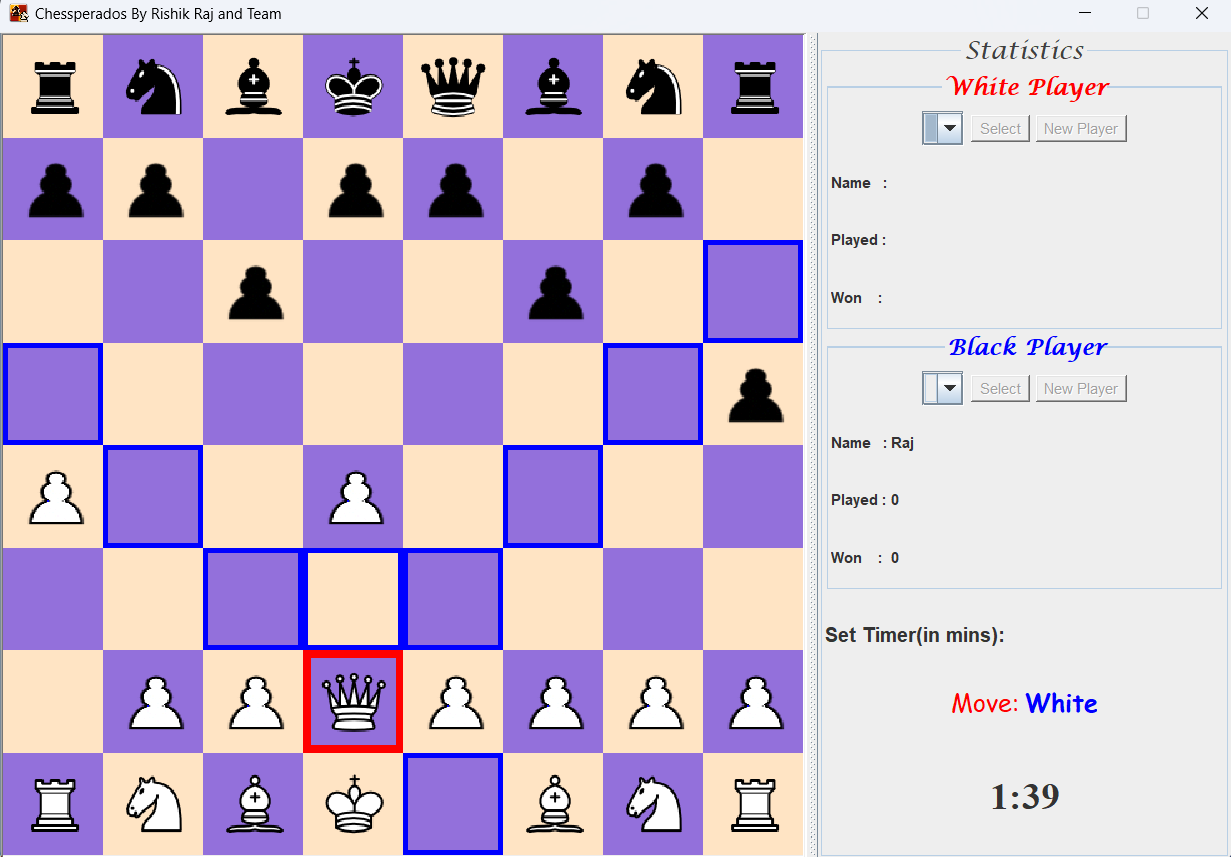 Chessperados By Rishik Raj and Team
Statistics
White Player
Select New Player
Name :
Played :
Won :
Black Player
Select New Player
Name : Raj
Played : 0
Won : 0
Set Timer(in mins):
Move: White
1:39